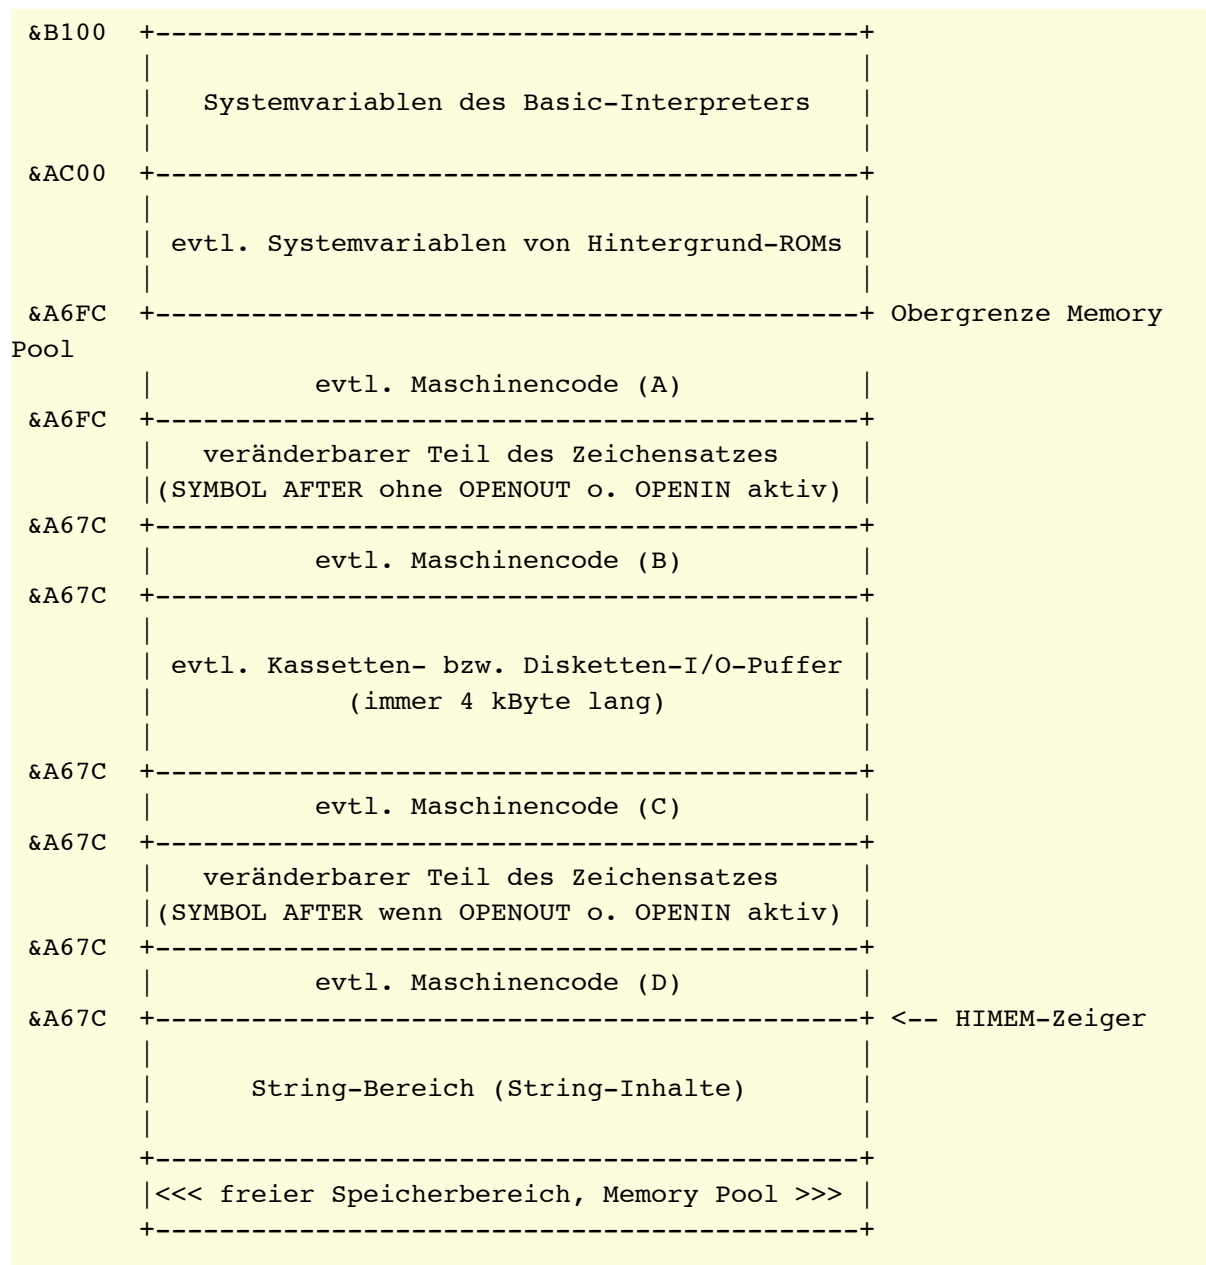 &B100  +--------------------------------------------+
       |                                            |
       |   Systemvariablen des Basic-Interpreters   |
       |                                            |
&AC00  +--------------------------------------------+
       |                                            |
       | evtl. Systemvariablen von Hintergrund-ROMs |
       |                                            |
&A6FC  +--------------------------------------------+ Obergrenze Memory
Pool
       |          evtl. Maschinencode (A)           |
&A6FC  +--------------------------------------------+
       |   veränderbarer Teil des Zeichensatzes     |
       |(SYMBOL AFTER ohne OPENOUT o. OPENIN aktiv) |
&A67C  +--------------------------------------------+
       |          evtl. Maschinencode (B)           |
&A67C  +--------------------------------------------+
       |                                            |
       | evtl. Kassetten- bzw. Disketten-I/O-Puffer |
       |            (immer 4 kByte lang)            |
       |                                            |
&A67C  +--------------------------------------------+
       |          evtl. Maschinencode (C)           |
&A67C  +--------------------------------------------+
       |   veränderbarer Teil des Zeichensatzes     |
       |(SYMBOL AFTER wenn OPENOUT o. OPENIN aktiv) |
&A67C  +--------------------------------------------+
       |          evtl. Maschinencode (D)           |
&A67C  +--------------------------------------------+ <-- HIMEM-Zeiger
       |                                            |
       |      String-Bereich (String-Inhalte)       |
       |                                            |
       +--------------------------------------------+
       |<<< freier Speicherbereich, Memory Pool >>> |
       +--------------------------------------------+